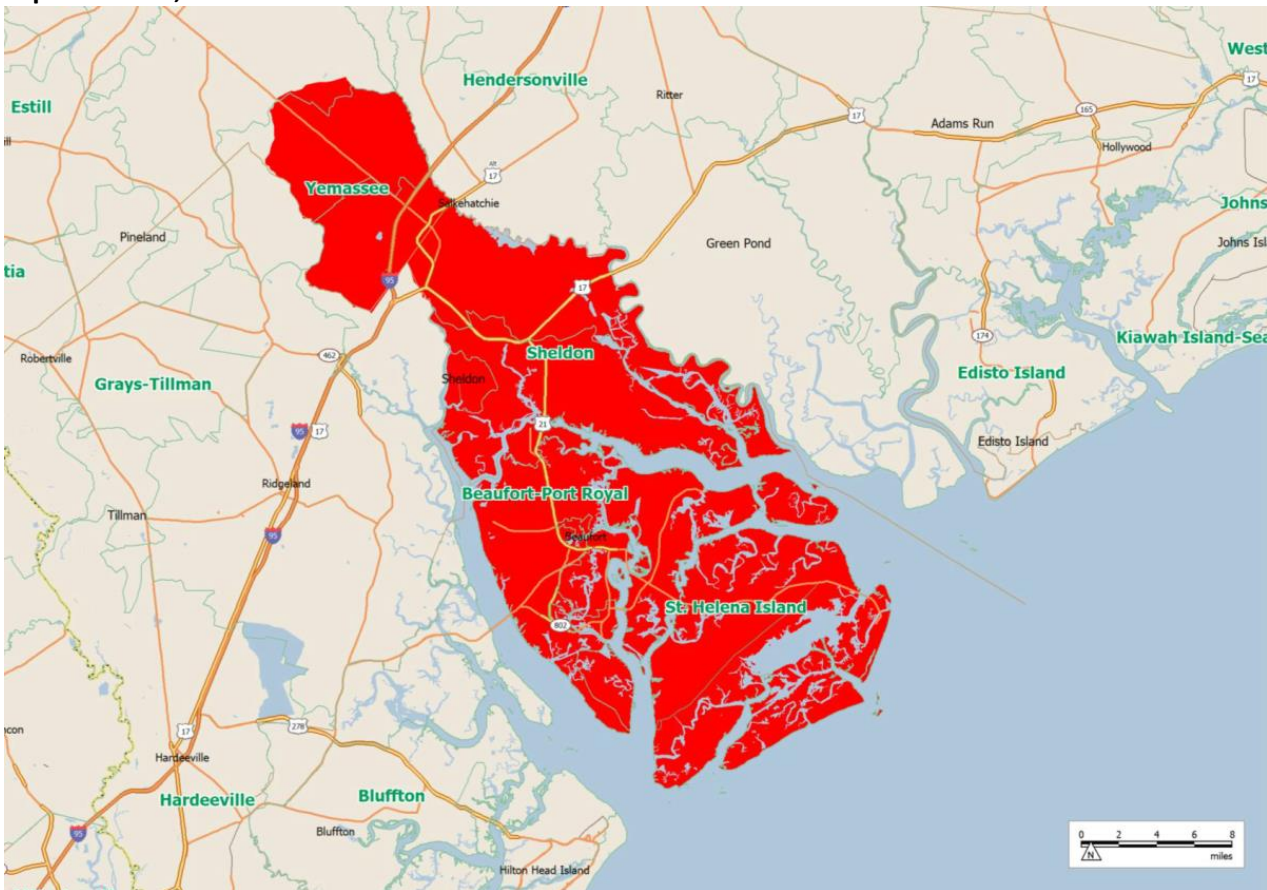 West
17
Hendersonville
Estill
Ritter
17
165
Adams Run
Hollywood
Alt
17
Yemassee
Salkehatchie
Johns
Pineland
Green Pond
Johns Isl
tia
95
17
174
Kiawah Island-Sea
Robertville
462
Sheldon
Grays-Tillman
Sheldon
Edisto Island
21
95
17
Edisto Island
Ridgeland
Beaufort-Port Royal
Tillman
95
Beaufort
St. Helena Island
802
17
278
Hardeeville
Hardeeville
Bluffton
95
Bluffton
Hilton Head Island
0 2 4 6 8
N
miles